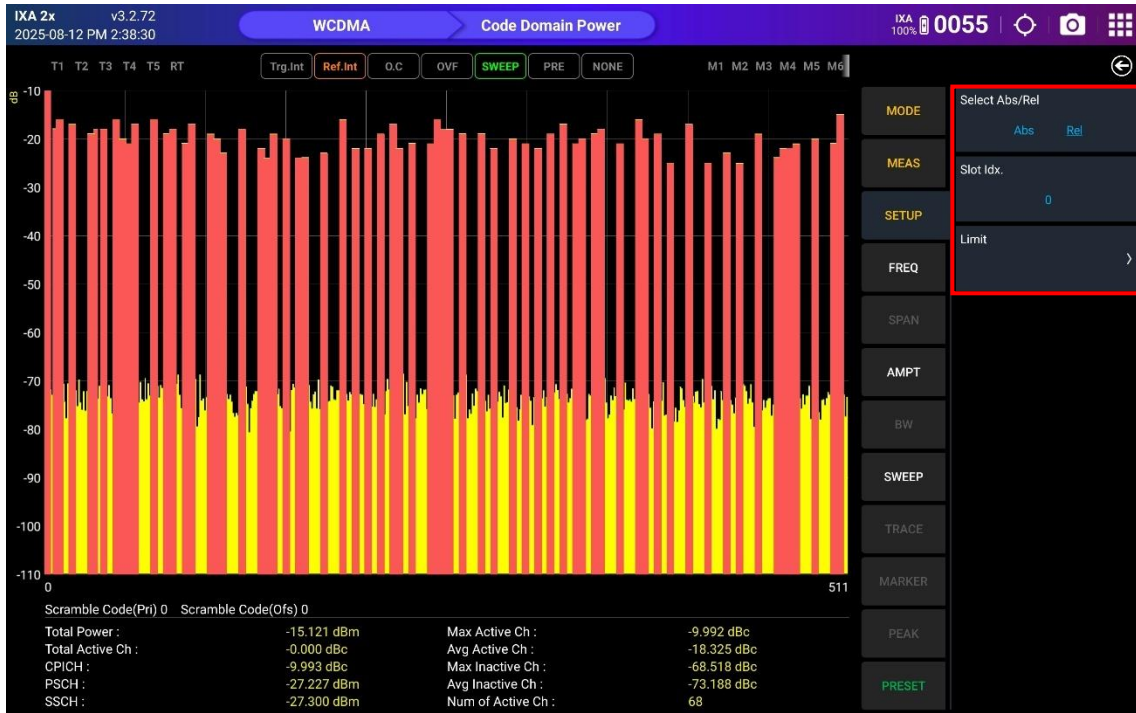 IXA 2x v3.2.72
2025-08-12 PM 2:38:30
WCDMA
Code Domain Power
IXA
100%
0055
T1 T2 T3 T4 T5 RT
Trg.Int Ref.Int O.C OVF SWEEP PRE NONE
M1 M2 M3 M4 M5 M6
dB
-10
-20
-30
-40
-50
-60
-70
-80
-90
-100
-110
0 511
Scramble Code(Pri) 0 Scramble Code(Ofs) 0
Total Power : -15.121 dBm Max Active Ch : -9.992 dBc
Total Active Ch : -0.000 dBc Avg Active Ch : -18.325 dBc
CPICH : -9.993 dBc Max Inactive Ch : -68.518 dBc
PSCH : -27.227 dBm Avg Inactive Ch : -73.188 dBc
SSCH : -27.300 dBm Num of Active Ch : 68
MODE
MEAS
SETUP
FREQ
SPAN
AMPT
BW
SWEEP
TRACE
MARKER
PEAK
PRESET
Select Abs/Rel
Abs Rel
Slot Idx.
0
Limit